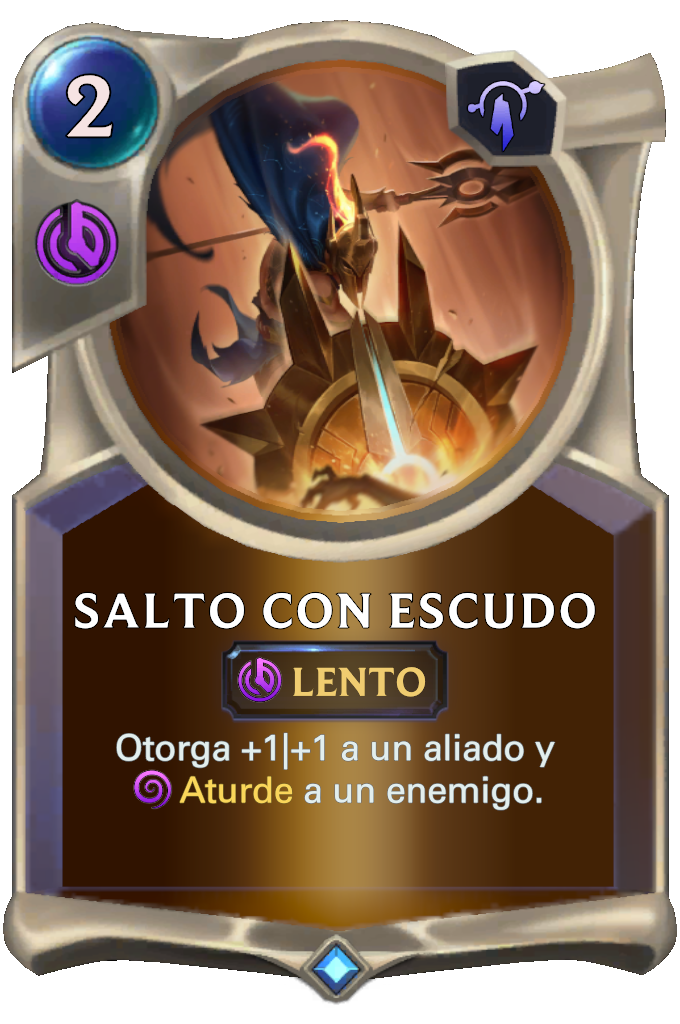 2
SALTO CON ESCUDO
LENTO
Otorga +1|+1 a un aliado y
Aturde a un enemigo.